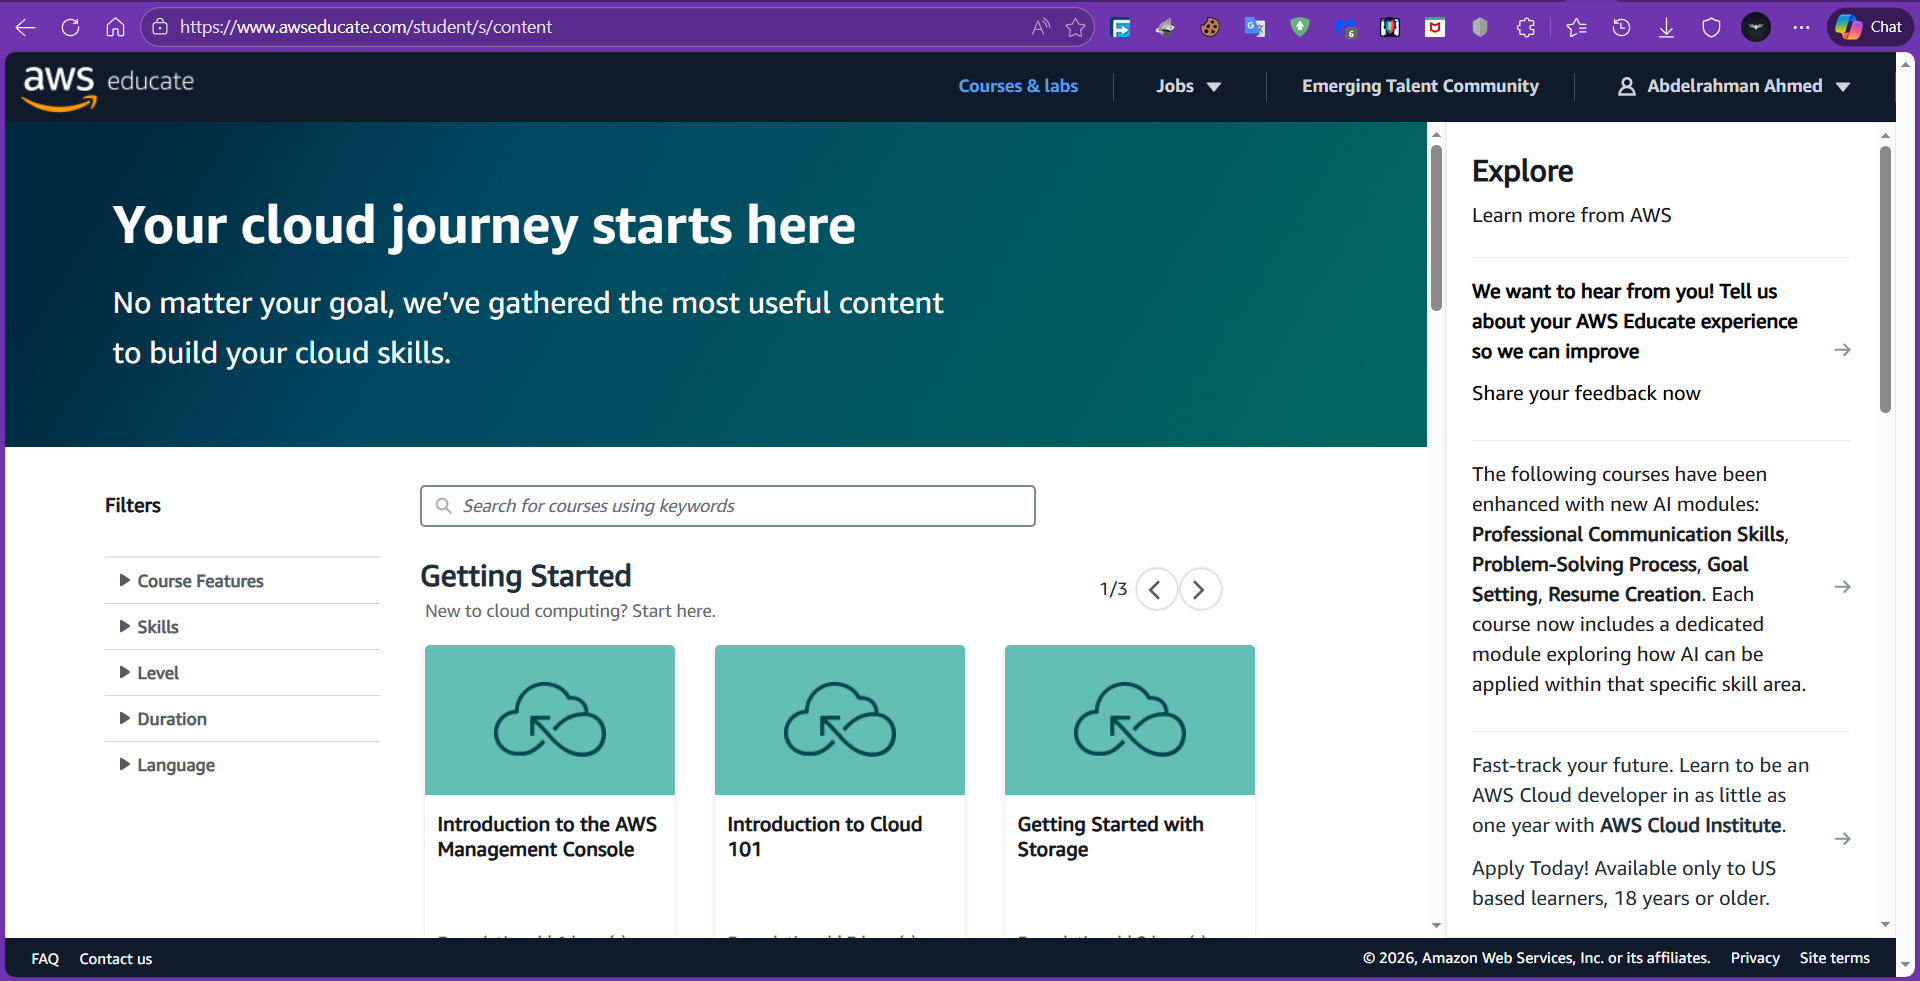 https://www.awseducate.com/student/s/content
6
Chat
aws educate
Courses & labs
Jobs
Emerging Talent Community
Abdelrahman Ahmed
Your cloud journey starts here
No matter your goal, we've gathered the most useful content
to build your cloud skills.
Filters
Course Features
Skills
Level
Duration
Language
Search for courses using keywords
Getting Started
New to cloud computing? Start here.
1/3
Introduction to the AWS
Management Console
Introduction to Cloud
101
Getting Started with
Storage
Explore
Learn more from AWS
We want to hear from you! Tell us
about your AWS Educate experience
so we can improve
Share your feedback now
The following courses have been
enhanced with new AI modules:
Professional Communication Skills,
Problem-Solving Process, Goal
Setting, Resume Creation. Each
course now includes a dedicated
module exploring how AI can be
applied within that specific skill area.
Fast-track your future. Learn to be an
AWS Cloud developer in as little as
one year with AWS Cloud Institute.
Apply Today! Available only to US
based learners, 18 years or older.
FAQ
Contact us
© 2026, Amazon Web Services, Inc. or its affiliates.
Privacy
Site terms